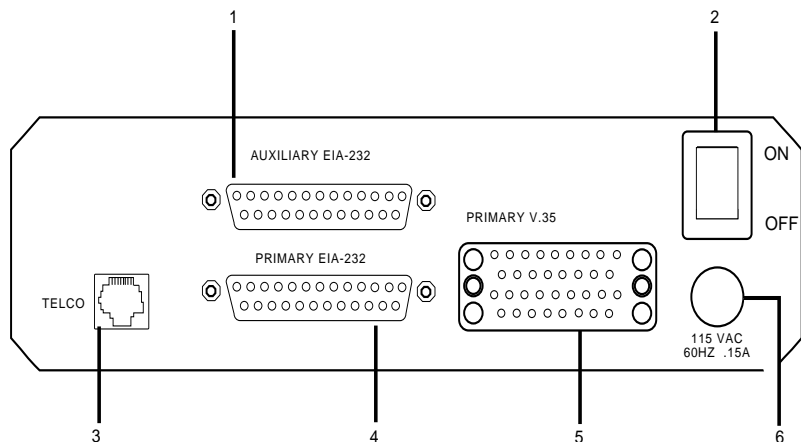 1
2
AUXILIARY EIA-232
ON
PRIMARY V.35
OFF
PRIMARY EIA-232
TELCO
115 VAC
60HZ .15A
3
4
5
6